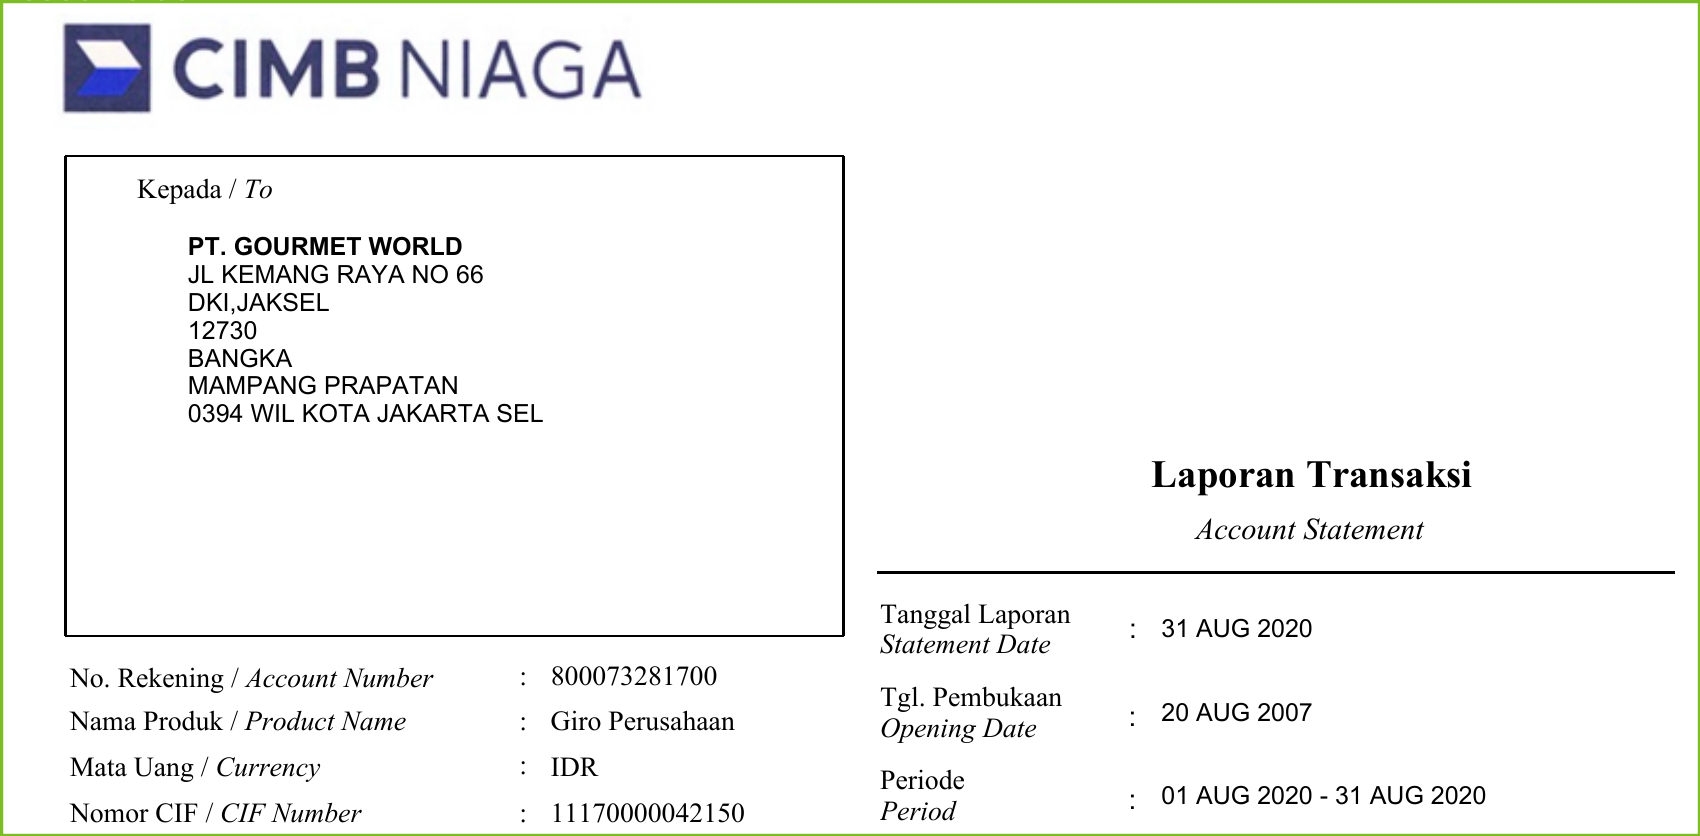 CIMB NIAGA
Kepada / To
PT. GOURMET WORLD
JL KEMANG RAYA NO 66
DKI,JAKSEL
12730
BANGKA
MAMPANG PRAPATAN
0394 WIL KOTA JAKARTA SEL
Laporan Transaksi
Account Statement
Tanggal Laporan
Statement Date : 31 AUG 2020
Tgl. Pembukaan
Opening Date : 20 AUG 2007
Periode
Period : 01 AUG 2020 - 31 AUG 2020
No. Rekening / Account Number : 800073281700
Nama Produk / Product Name : Giro Perusahaan
Mata Uang / Currency : IDR
Nomor CIF / CIF Number : 11170000042150